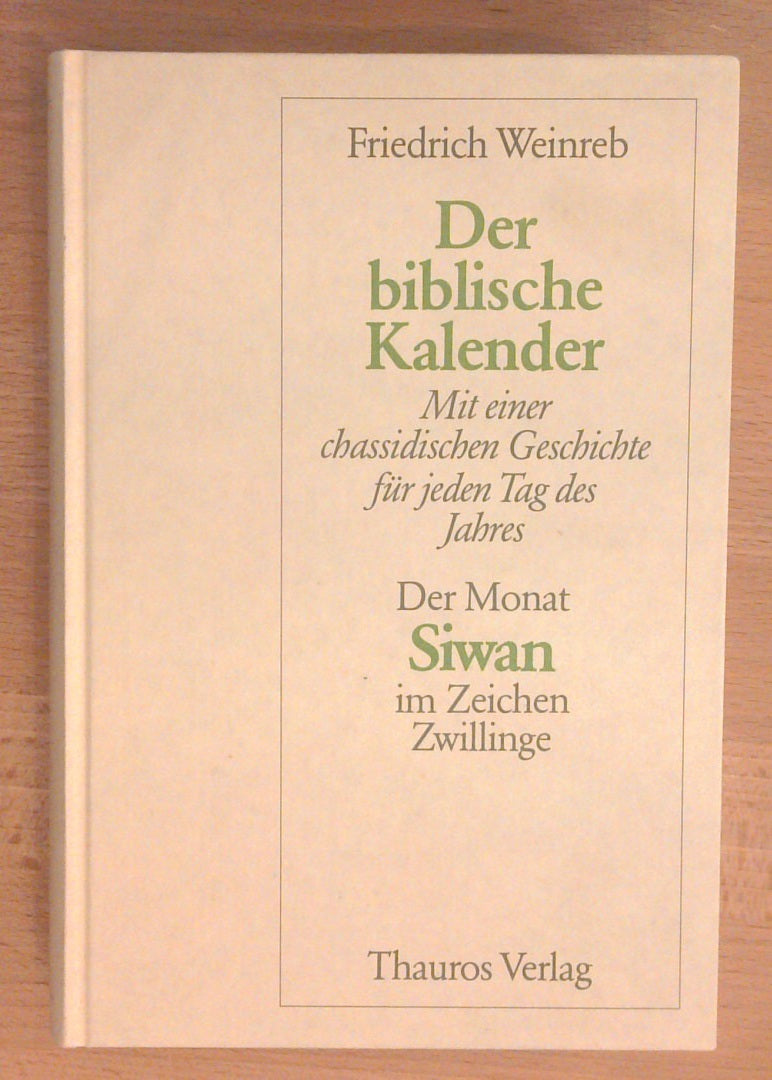 Friedrich Weinreb
Der
biblische
Kalender
Mit einer
chassidischen Geschichte
für jeden Tag des
Jahres
Der Monat
Siwan
im Zeichen
Zwillinge
Thauros Verlag